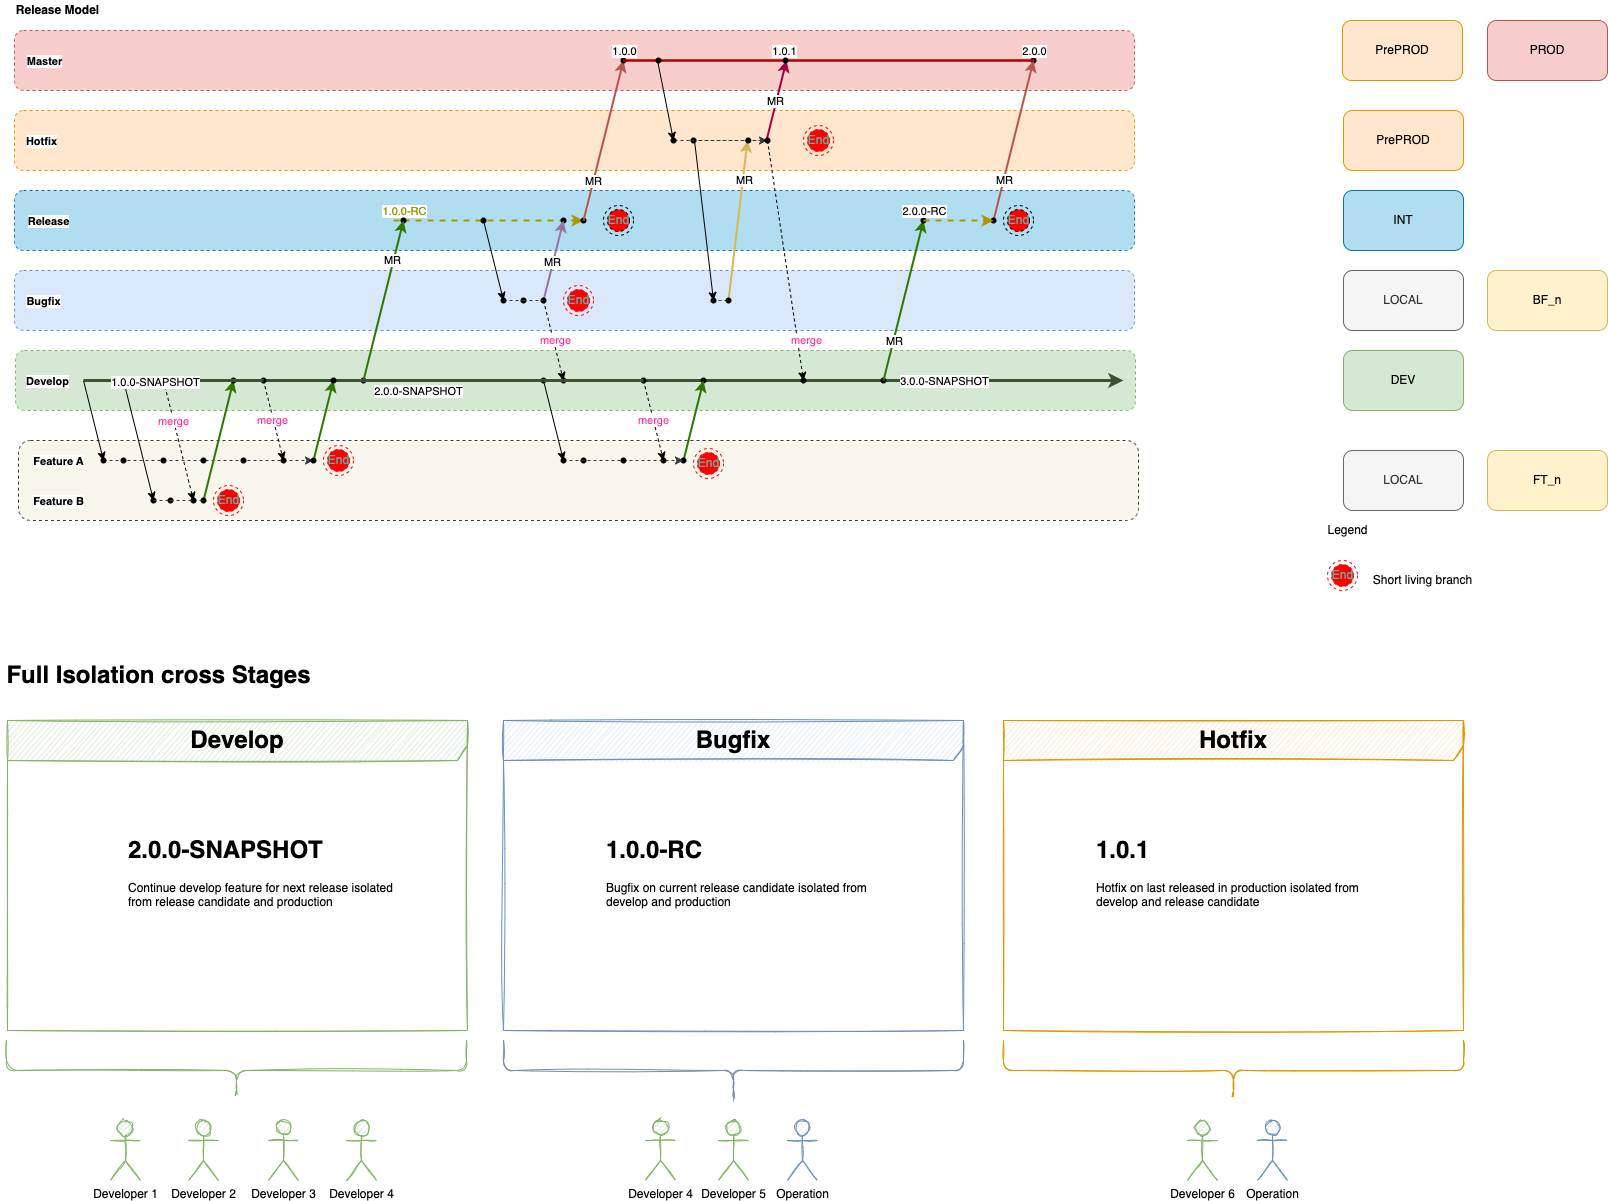 Release Model
1.0.0
1.0.1
2.0.0
Master
PrePROD
PROD
MR
Hotfix
End
PrePROD
MR
MR
MR
1.0.0-RC
2.0.0-RC
Release
End
End
INT
MR
MR
Bugfix
End
LOCAL
BF_n
merge
merge
MR
Develop
1.0.0-SNAPSHOT
2.0.0-SNAPSHOT
3.0.0-SNAPSHOT
DEV
merge
merge
merge
Feature A
End
End
LOCAL
FT_n
Feature B
End
Legend
End
Short living branch
Full Isolation cross Stages
Develop
2.0.0-SNAPSHOT
Continue develop feature for next release isolated
from release candidate and production
Bugfix
1.0.0-RC
Bugfix on current release candidate isolated from
develop and production
Hotfix
1.0.1
Hotfix on last released in production isolated from
develop and release candidate
Developer 1
Developer 2
Developer 3
Developer 4
Developer 4
Developer 5
Operation
Developer 6
Operation